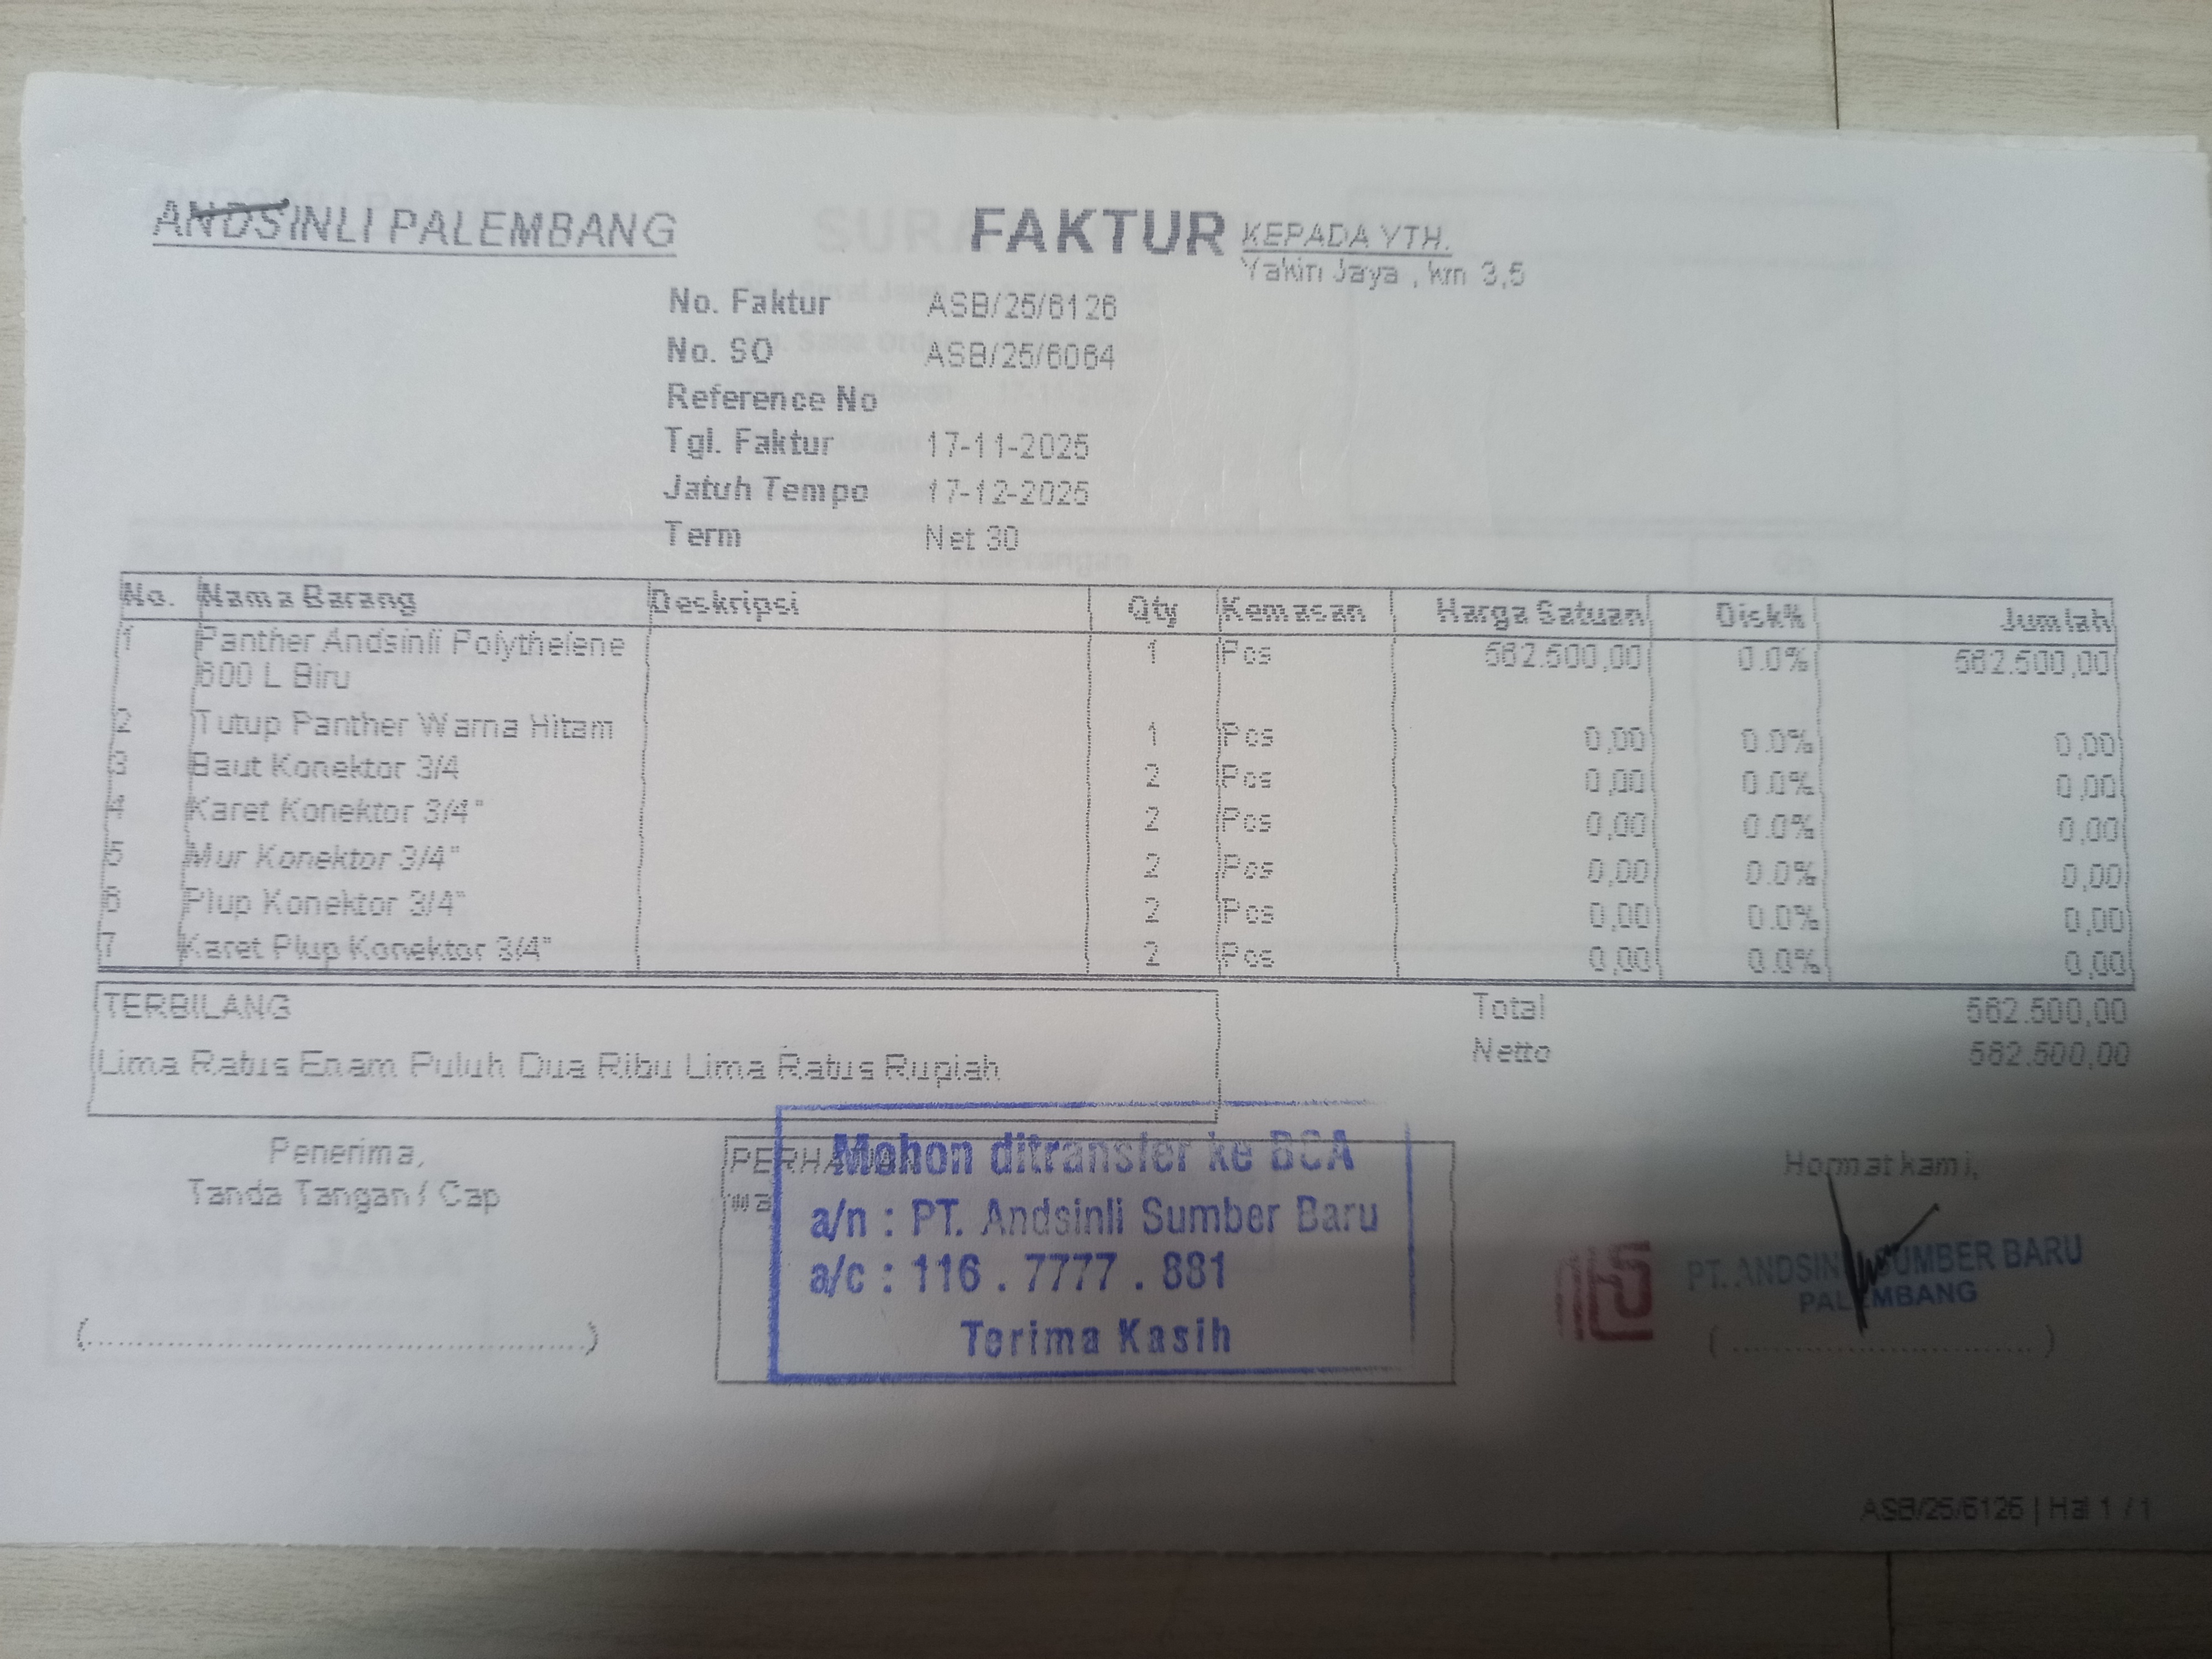 ANDSINLI PALEMBANG
FAKTUR
KEPADA YTH.
Yakin Jaya , km 3,5
No. Faktur ASB/25/6126
No. SO ASB/25/6064
Reference No
Tgl. Faktur 17-11-2025
Jatuh Tempo 17-12-2025
Term Net 30
No. Nama Barang Deskripsi Qty Kemasan Harga Satuan Disk% Jumlah
1 Panther Andsinli Polythelene 1 Pcs 562.500,00 0.0% 562.500,00
600 L Biru
2 Tutup Panther Warna Hitam 1 Pcs 0,00 0.0% 0,00
3 Baut Konektor 3/4 2 Pcs 0,00 0.0% 0,00
4 Karet Konektor 3/4" 2 Pcs 0,00 0.0% 0,00
5 Mur Konektor 3/4" 2 Pcs 0,00 0.0% 0,00
6 Plup Konektor 3/4" 2 Pcs 0,00 0.0% 0,00
7 Karet Plup Konektor 3/4" 2 Pcs 0,00 0.0% 0,00
TERBILANG
Lima Ratus Enam Puluh Dua Ribu Lima Ratus Rupiah
Total 562.500,00
Netto 562.500,00
Penerima,
Tanda Tangan / Cap
(..............................)
Mohon ditransfer ke BCA
a/n : PT. Andsinli Sumber Baru
a/c : 116 . 7777 . 881
Terima Kasih
Hormat kami,
PT. ANDSINLI SUMBER BARU
PALEMBANG
(..............................)
ASB/25/6126 | Hal 1 / 1